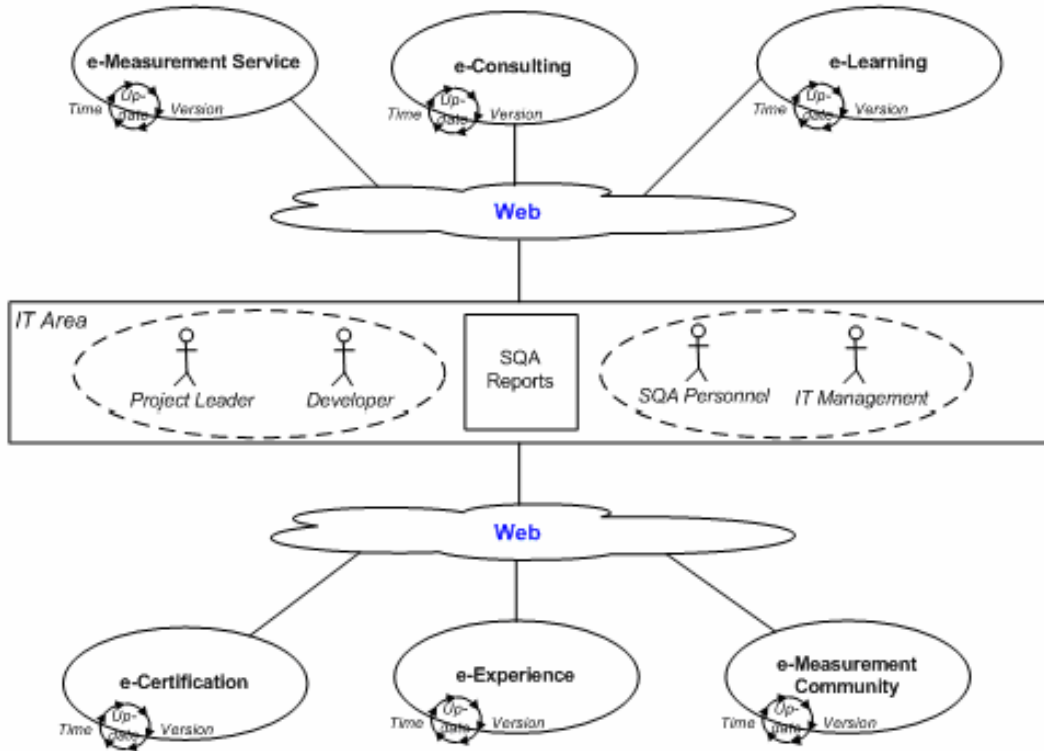 e-Measurement Service
Time Up-date Version
e-Consulting
Time Up-date Version
e-Learning
Time Up-date Version
Web
IT Area
Project Leader
Developer
SQA
Reports
SQA Personnel
IT Management
Web
e-Certification
Time Up-date Version
e-Experience
Time Up-date Version
e-Measurement
Community
Time Up-date Version